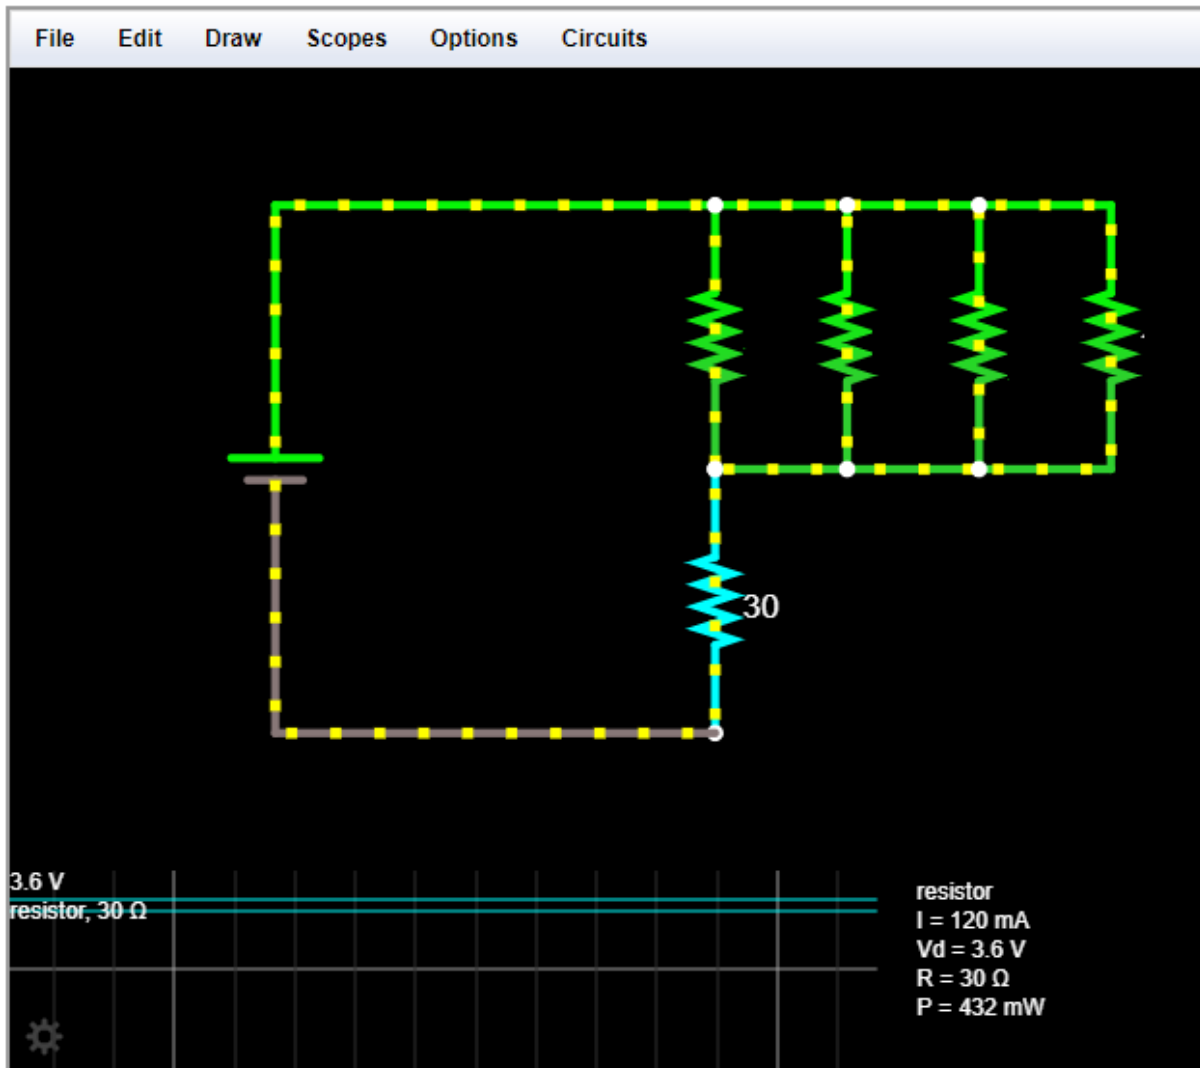 File Edit Draw Scopes Options Circuits
30
3.6 V
resistor, 30 Ω
resistor
I = 120 mA
Vd = 3.6 V
R = 30 Ω
P = 432 mW